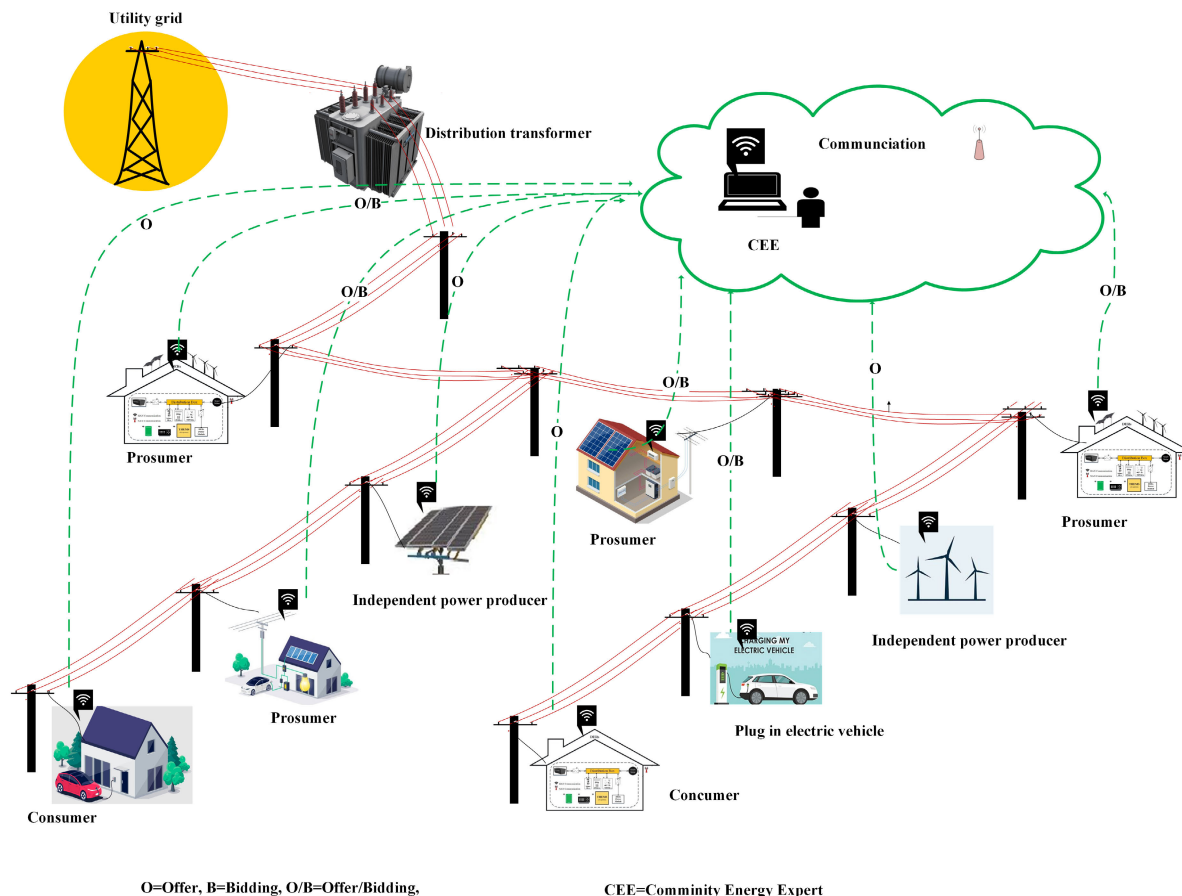 Utility grid
Distribution transformer
Communciation
CEE
O
O/B
O/B
O
O/B
O/B
O
O
O/B
Prosumer
Prosumer
Prosumer
Independent power producer
Independent power producer
CHARGING MY
ELECTRIC VEHICLE
Prosumer
Plug in electric vehicle
Concumer
Consumer
O=Offer, B=Bidding, O/B=Offer/Bidding,
CEE=Comminity Energy Expert